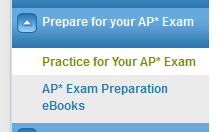 Prepare for your AP* Exam
Practice for Your AP* Exam
AP* Exam Preparation
eBooks